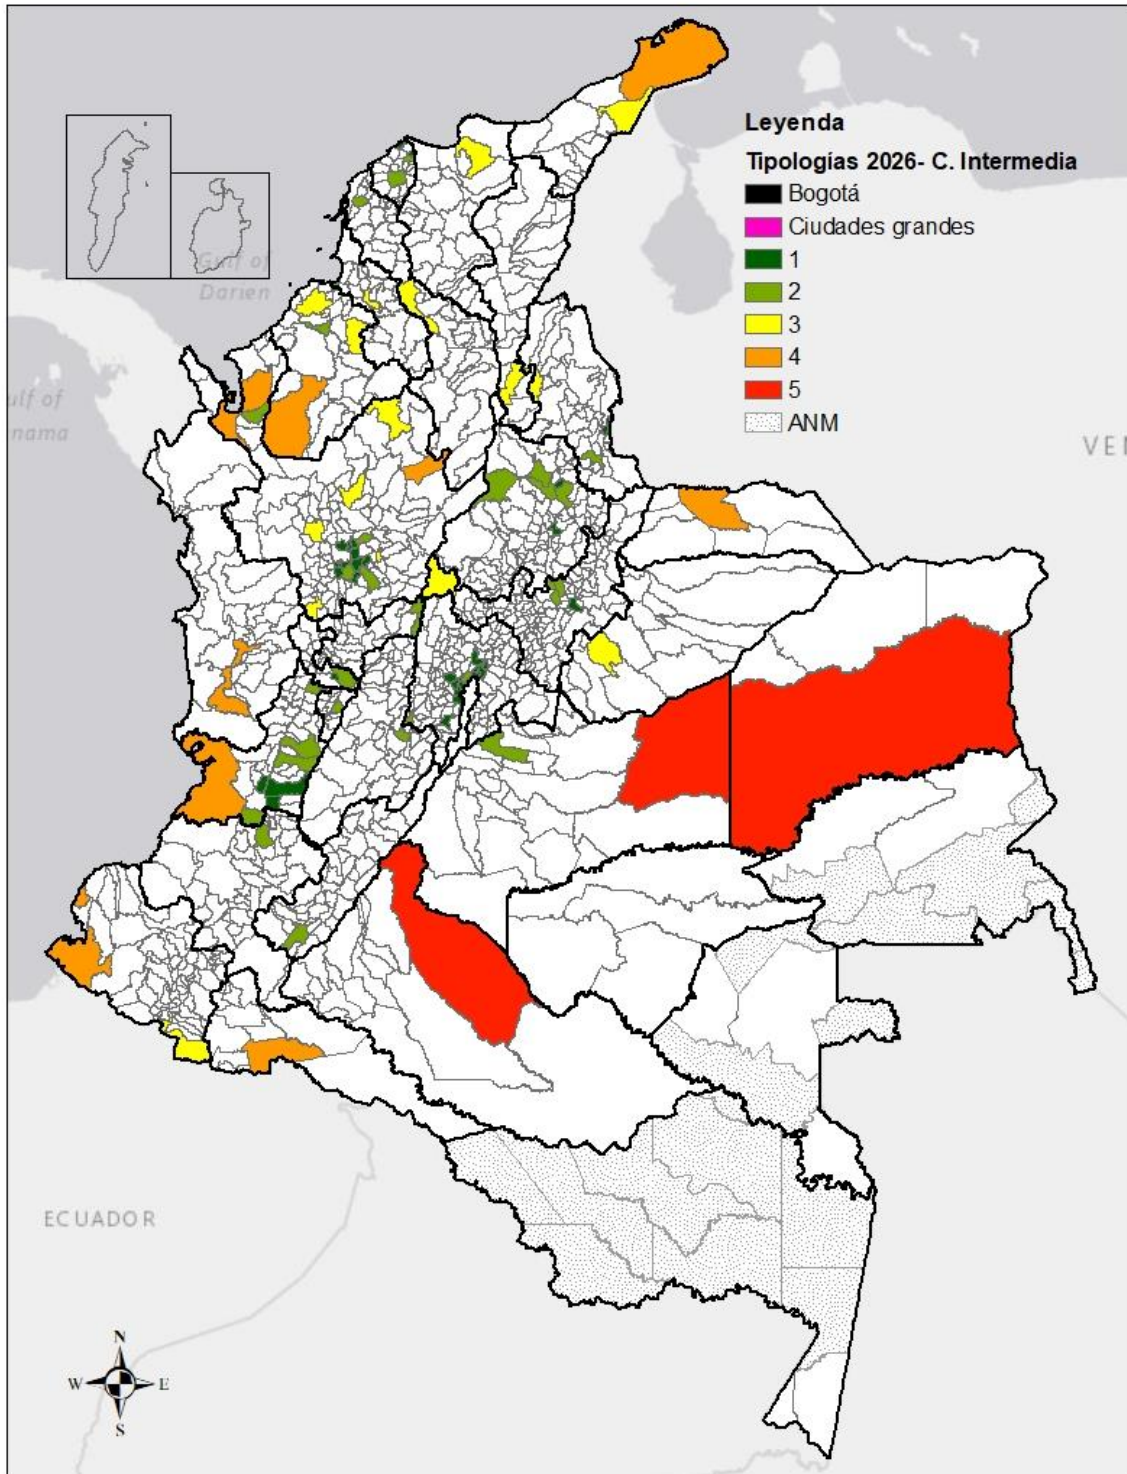 Leyenda
Tipologías 2026- C. Intermedia
Bogotá
Ciudades grandes
1
2
3
4
5
ANM
Gulf of
Darien
ulf of
nama
VEN
ECUADOR
N
W
E
S